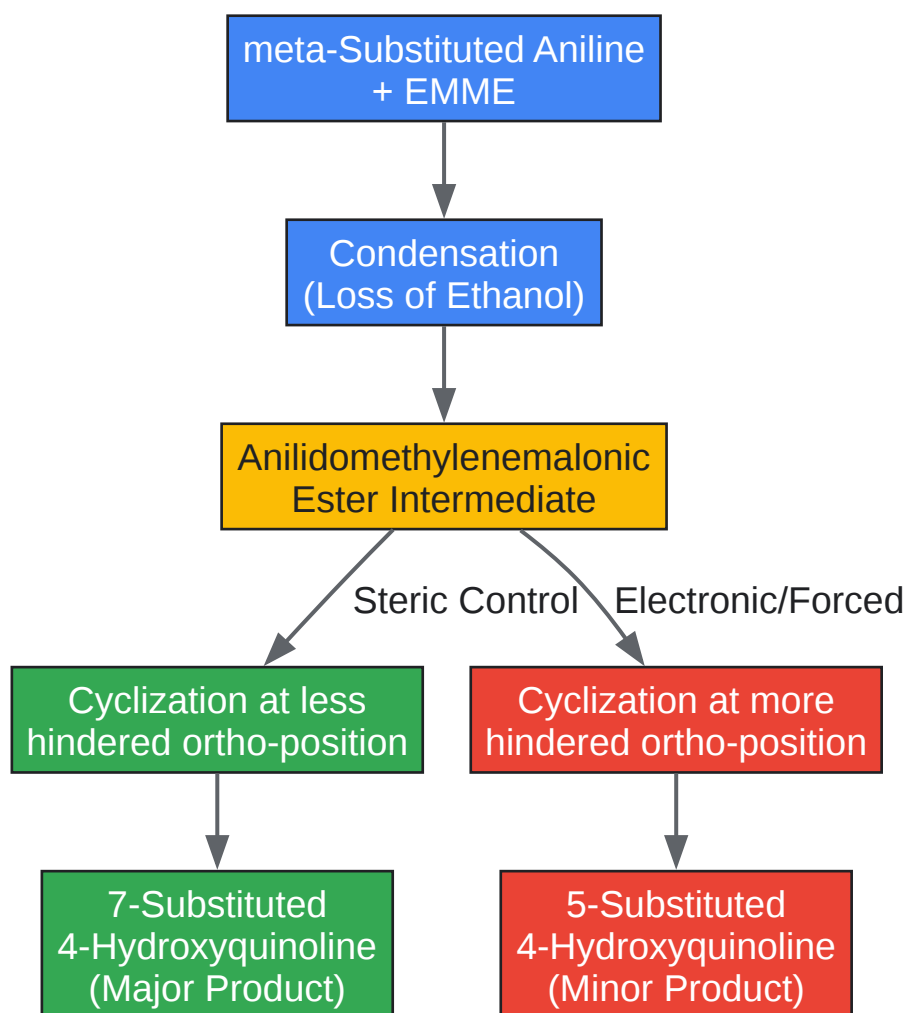 meta-Substituted Aniline
+ EMME
Condensation
(Loss of Ethanol)
Anilidomethylenemalonic
Ester Intermediate
Steric Control
Electronic/Forced
Cyclization at less
hindered ortho-position
Cyclization at more
hindered ortho-position
7-Substituted
4-Hydroxyquinoline
(Major Product)
5-Substituted
4-Hydroxyquinoline
(Minor Product)